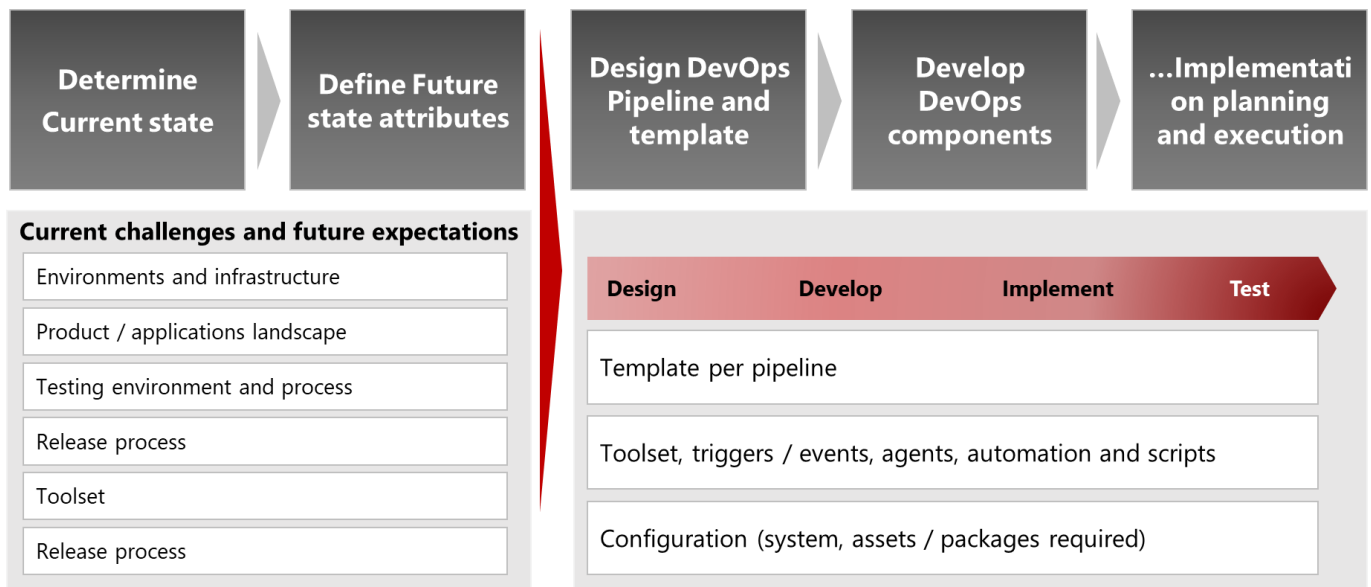 Determine
Current state
Define Future
state attributes
Design DevOps
Pipeline and
template
Develop
DevOps
components
...Implementati
on planning
and execution
Current challenges and future expectations
Environments and infrastructure
Product / applications landscape
Testing environment and process
Release process
Toolset
Release process
Design
Develop
Implement
Test
Template per pipeline
Toolset, triggers / events, agents, automation and scripts
Configuration (system, assets / packages required)